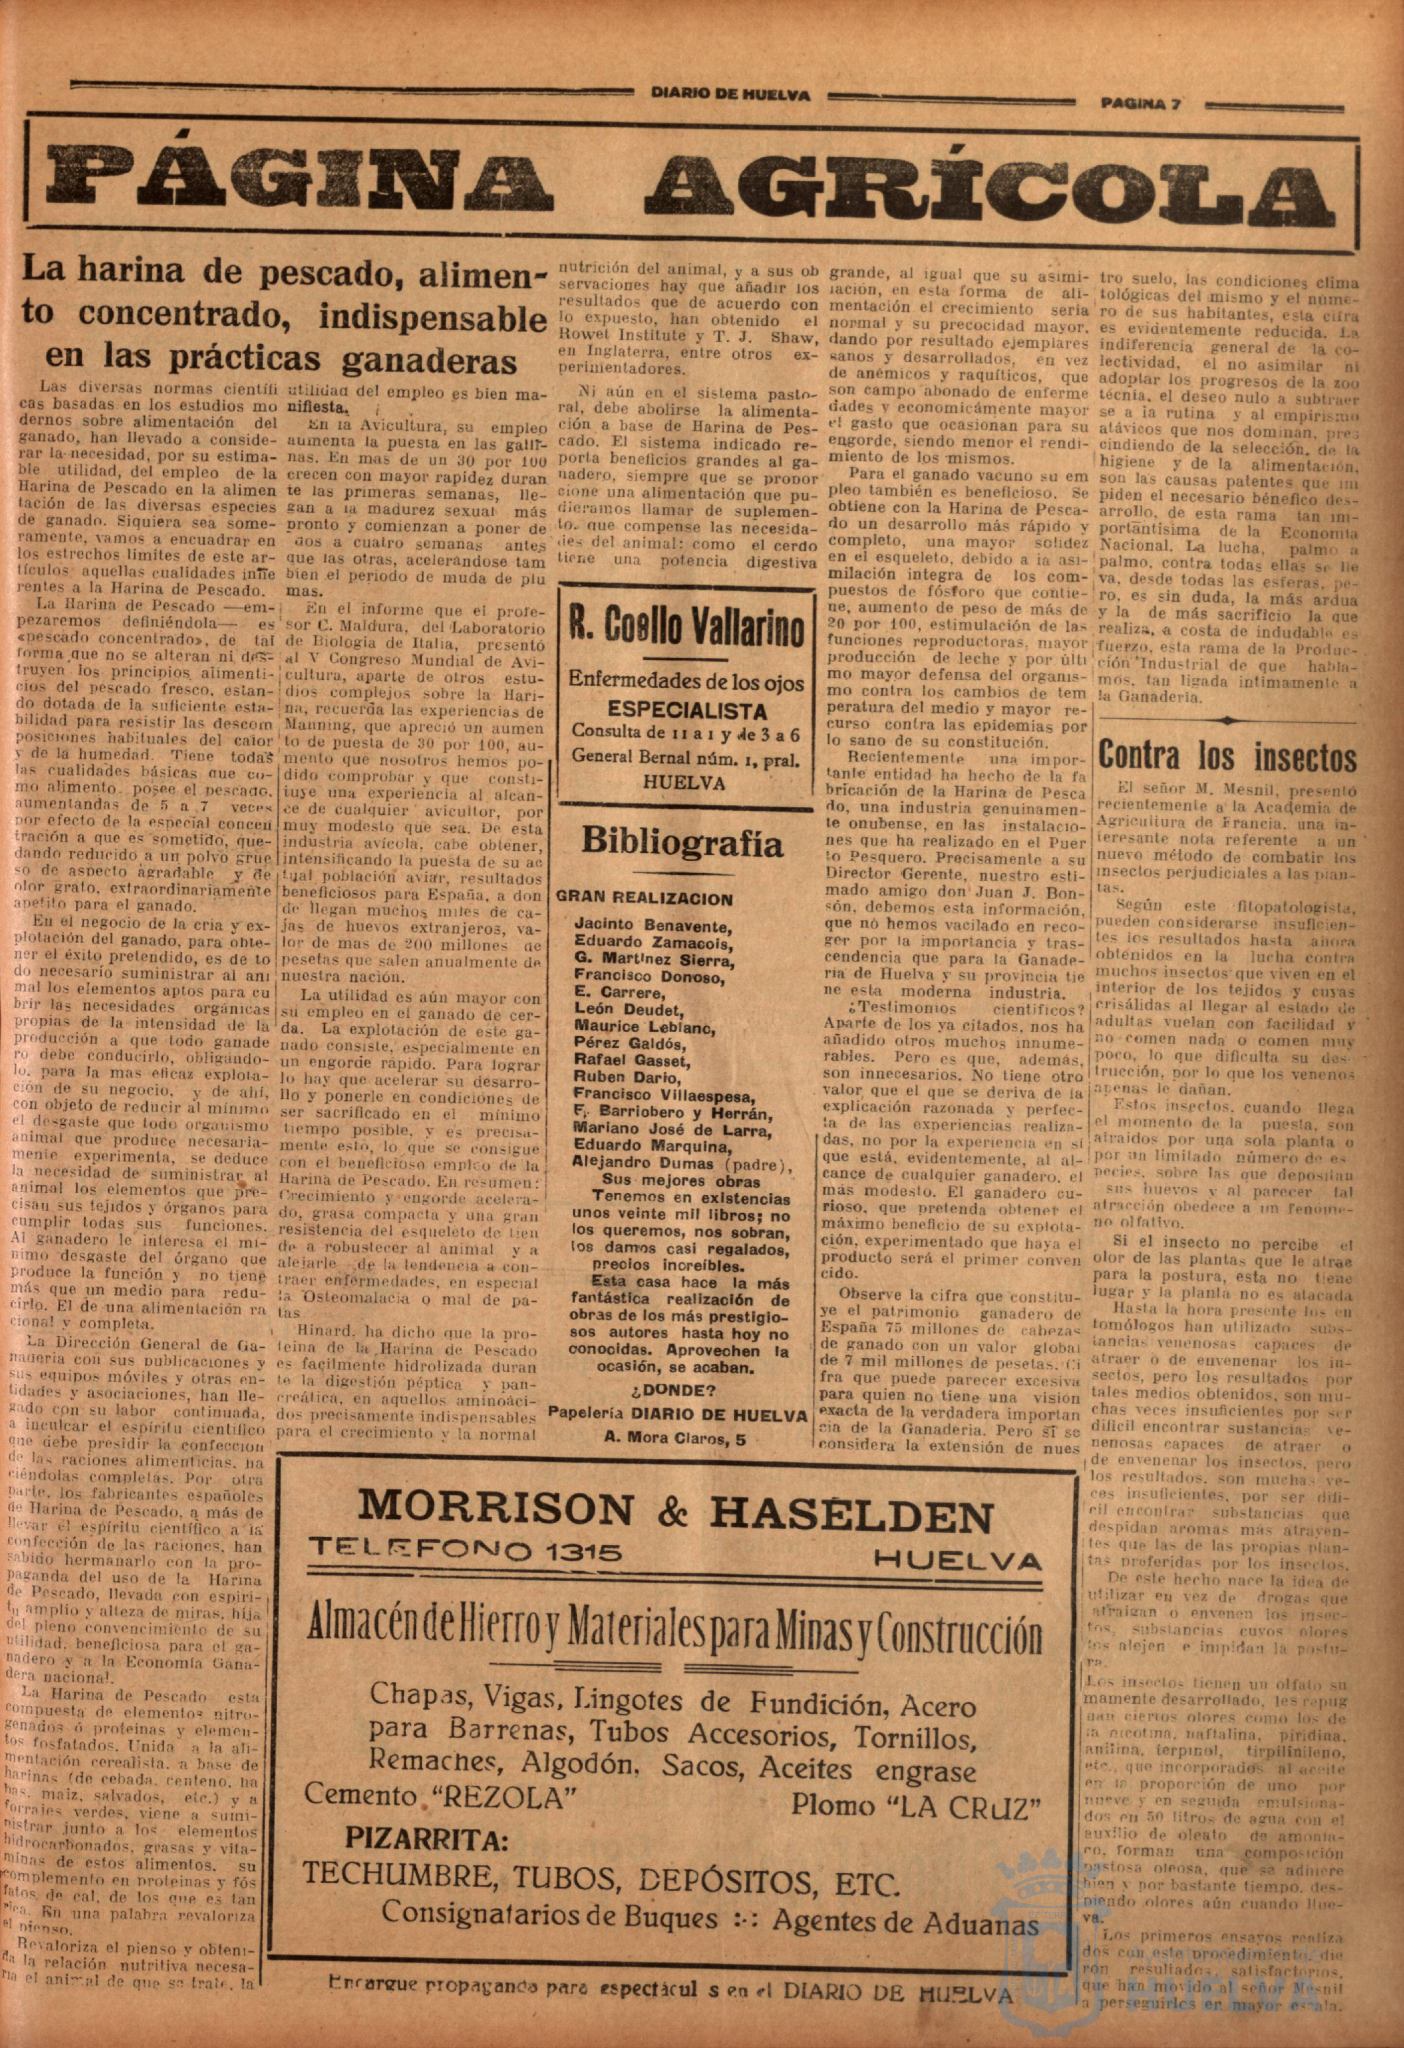 DIARIO DE HUELVA
PAGINA 7
PÁGINA AGRÍCOLA
La harina de pescado, alimen-
to concentrado, indispensable
en las prácticas ganaderas
Las diversas normas científi
cas basadas en los estudios mo
dernos sobre alimentación del
ganado, han llevado a conside-
rar la necesidad, por su estima-
ble utilidad, del empleo de la
Harina de Pescado en la alimen
tación de las diversas especies
de ganado. Siquiera sea some-
ramente, vamos a encuadrar en
los estrechos límites de este ar-
tículos aquellas cualidades inhe
rentes a la Harina de Pescado.
La Harina de Pescado —em-
pezaremos definiéndola— es
«pescado concentrado», de tal
forma que no se alteran ni des-
truyen los principios alimenti-
cios del pescado fresco, estan-
do dotada de la suficiente esta-
bilidad para resistir las descom
posiciones habituales del calor
y de la humedad. Tiene todas
las cualidades básicas que co-
mo alimento posee el pescado,
aumentandas de 5 a 7 veces
por efecto de la especial concen
tración a que es sometido, que-
dando reducido a un polvo grue
so de aspecto agradable y de
olor grato, extraordinariamente
apetito para el ganado.
En el negocio de la cria y ex-
plotación del ganado, para obte-
ner el éxito pretendido, es de to
do necesario suministrar al ani
mal los elementos aptos para cu
brir las necesidades orgánicas
propias de la intensidad de la
producción a que todo ganade
ro debe conducirlo, obligando-
lo, para la mas eficaz explota-
ción de su negocio, y de ahí,
con objeto de reducir al mínimo
el desgaste que todo organismo
animal que produce necesaria-
mente experimenta, se deduce
la necesidad de suministrar al
animal los elementos que pre-
cisan sus tejidos y órganos para
cumplir todas sus funciones.
Al ganadero le interesa el mí-
nimo desgaste del órgano que
produce la función y no tiene
más que un medio para redu-
cirlo. El de una alimentación ra
cional y completa.
La Dirección General de Ga-
nadería con sus publicaciones y
sus equipos móviles y otras en-
tidades y asociaciones, han lle-
gado con su labor continuada,
a inculcar el espíritu científico
que debe presidir la confección
de las raciones alimenticias, ha
ciéndolas completas. Por otra
parte, los fabricantes españoles
de Harina de Pescado, a más de
llevar el espíritu científico a la
confección de las raciones, han
sabido hermanarlo con la pro-
paganda del uso de la Harina
de Pescado, llevada con espíri-
tu amplio y alteza de miras, hija
del pleno convencimiento de su
utilidad, beneficiosa para el ga-
nadero y a la Economía Gana-
dera nacional.
La Harina de Pescado esta
compuesta de elementos nitro-
genados ó proteinas y elemen-
tos fosfatados. Unida a la ali-
mentación cerealista, a base de
harinas (de cebada, centeno, ha
bas, maiz, salvados, etc.) y a
forrajes verdes, viene a sumi-
nistrar junto a los elementos
hidrocarbonados, grasas y vita-
minas de estos alimentos, su
complemento en proteinas y fós
fatos de cal, de los que es tan
rica. En una palabra revaloriza
el pienso.
Revaloriza el pienso y obteni-
da la relación nutritiva necesa-
ria el animal de que se trate, la
utilidad del empleo es bien ma-
nifiesta.
En la Avicultura, su empleo
aumenta la puesta en las galli-
nas. En mas de un 30 por 100
crecen con mayor rapidez duran
te las primeras semanas, lle-
gan a la madurez sexual más
pronto y comienzan a poner de
dos a cuatro semanas antes
que las otras, acelerándose tam
bien el periodo de muda de plu
mas.
En el informe que el profe-
sor C. Maldura, del Laboratorio
de Biología de Italia, presentó
al V Congreso Mundial de Avi-
cultura, aparte de otros estu-
dios complejos sobre la Hari-
na, recuerda las experiencias de
Manning, que apreció un aumen
to de puesta de 30 por 100, au-
mento que nosotros hemos po-
dido comprobar y que consti-
tuye una experiencia al alcan-
ce de cualquier avicultor, por
muy modesto que sea. De esta
industria avícola, cabe obtener,
intensificando la puesta de su ac
tual población aviar, resultados
beneficiosos para España, a don
de llegan muchos miles de ca-
jas de huevos extranjeros, va-
lor de mas de 200 millones de
pesetas que salen anualmente de
nuestra nación.
La utilidad es aún mayor con
su empleo en el ganado de cer-
da. La explotación de este ga-
nado consiste, especialmente en
un engorde rápido. Para lograr
lo hay que acelerar su desarro-
llo y ponerle en condiciones de
ser sacrificado en el mínimo
tiempo posible, y es precisa-
mente esto, lo que se consigue
con el beneficioso empleo de la
Harina de Pescado. En resumen:
Crecimiento y engorde acelera-
do, grasa compacta y una gran
resistencia del esqueleto de tien
de a robustecer al animal y a
alejarle de la tendencia a con-
traer enfermedades, en especial
la Osteomalacia o mal de pa-
tas
Hinard, ha dicho que la pro-
teina de la Harina de Pescado
es facilmente hidrolizada duran
te la digestión péptica y pan-
creática, en aquellos aminoáci-
dos precisamente indispensables
para el crecimiento y la normal
nutrición del animal, y a sus ob
servaciones hay que añadir los
resultados que de acuerdo con
lo expuesto, han obtenido el
Rowet Institute y T. J. Shaw,
en Inglaterra, entre otros ex-
perimentadores.
Ni aún en el sistema pasto-
ral, debe abolirse la alimenta-
ción a base de Harina de Pes-
cado. El sistema indicado re-
porta beneficios grandes al ga-
nadero, siempre que se propor
cione una alimentación que pu-
dieramos llamar de suplemen-
to, que compense las necesida-
des del animal: como el cerdo
tiene una potencia digestiva
R. Coello Vallarino
Enfermedades de los ojos
ESPECIALISTA
Consulta de 11 a 1 y de 3 a 6
General Bernal núm. 1, pral.
HUELVA
Bibliografía
GRAN REALIZACION
Jacinto Benavente,
Eduardo Zamacois,
G. Martínez Sierra,
Francisco Donoso,
E. Carrere,
León Deudet,
Maurice Leblanc,
Pérez Galdós,
Rafael Gasset,
Ruben Dario,
Francisco Villaespesa,
F. Barriobero y Herrán,
Mariano José de Larra,
Eduardo Marquina,
Alejandro Dumas (padre),
Sus mejores obras
Tenemos en existencias
unos veinte mil libros; no
los queremos, nos sobran,
los damos casi regalados,
precios increíbles.
Esta casa hace la más
fantástica realización de
obras de los más prestigio-
sos autores hasta hoy no
conocidas. Aprovechen la
ocasión, se acaban.
¿DONDE?
Papelería DIARIO DE HUELVA
A. Mora Claros, 5
grande, al igual que su asimi-
lación, en esta forma de ali-
mentación el crecimiento sería
normal y su precocidad mayor,
dando por resultado ejemplares
sanos y desarrollados, en vez
de anémicos y raquíticos, que
son campo abonado de enferme
dades y económicamente mayor
el gasto que ocasionan para su
engorde, siendo menor el rendi-
miento de los mismos.
Para el ganado vacuno su em
pleo también es beneficioso. Se
obtiene con la Harina de Pesca-
do un desarrollo más rápido y
completo, una mayor solidez
en el esqueleto, debido a la asi-
milación integra de los com-
puestos de fósforo que contie-
ne, aumento de peso de más de
20 por 100, estimulación de las
funciones reproductoras, mayor
producción de leche y por últi
mo mayor defensa del organis-
mo contra los cambios de tem
peratura del medio y mayor re-
curso contra las epidemias por
lo sano de su constitución.
Recientemente una impor-
tante entidad ha hecho de la fa
bricación de la Harina de Pesca
do, una industria genuinamen-
te onubense, en las instalacio-
nes que ha realizado en el Puer
to Pesquero. Precisamente a su
Director Gerente, nuestro esti-
mado amigo don Juan J. Bon-
són, debemos esta información,
que no hemos vacilado en reco-
ger por la importancia y tras-
cendencia que para la Ganade-
ría de Huelva y su provincia tie
ne esta moderna industria.
¿Testimonios científicos?
Aparte de los ya citados, nos ha
añadido otros muchos innume-
rables. Pero es que, además,
son innecesarios. No tiene otro
valor que el que se deriva de la
explicación razonada y perfec-
ta de las experiencias realiza-
das, no por la experiencia en sí
que está, evidentemente, al al-
cance de cualquier ganadero, el
más modesto. El ganadero cu-
rioso, que pretenda obtener el
máximo beneficio de su explota-
ción, experimentado que haya el
producto será el primer conven
cido.
Observe la cifra que constitu-
ye el patrimonio ganadero de
España 75 millones de cabezas
de ganado con un valor global
de 7 mil millones de pesetas. Ci
fra que puede parecer excesiva
para quien no tiene una visión
exacta de la verdadera importan
cia de la Ganadería. Pero si se
considera la extensión de nues
tro suelo, las condiciones clima
tológicas del mismo y el núme-
ro de sus habitantes, esta cifra
es evidentemente reducida. La
indiferencia general de la co-
lectividad, el no asimilar ni
adoptar los progresos de la zoo
tecnia, el deseo nulo a subtraer
se a la rutina y al empirismo
atávicos que nos dominan, pres
cindiendo de la selección, de la
higiene y de la alimentación,
son las causas patentes que im
piden el necesario bénefico des-
arrollo, de esta rama tan im-
portantísima de la Economía
Nacional. La lucha, palmo a
palmo, contra todas ellas se lle
va, desde todas las esferas, pe-
ro, es sin duda, la más ardua
y la de más sacrificio la que
realiza, a costa de indudable es
fuerzo, esta rama de la Produc-
ción Industrial de que habla-
mos, tan ligada intimamente a
la Ganadería.
Contra los insectos
El señor M. Mesnil, presentó
recientemente a la Academia de
Agricultura de Francia, una in-
teresante nota referente a un
nuevo método de combatir los
insectos perjudiciales a las plan-
tas.
Según este fitopatologista,
pueden considerarse insuficien-
tes los resultados hasta ahora
obtenidos en la lucha contra
muchos insectos que viven en el
interior de los tejidos y cuyas
crisálidas al llegar al estado de
adultas vuelan con facilidad y
no comen nada o comen muy
poco, lo que dificulta su des-
trucción, por lo que los venenos
apenas le dañan.
Estos insectos, cuando llega
el momento de la puesta, son
atraidos por una sola planta o
por un limitado número de es-
pecies, sobre las que depositan
sus huevos y al parecer tal
atracción obedece a un fenóme-
no olfativo.
Si el insecto no percibe el
olor de las plantas que le atrae
para la postura, esta no tiene
lugar y la planta no es atacada
Hasta la hora presente los en
tomólogos han utilizado subs-
tancias venenosas capaces de
atraer o de envenenar los in-
sectos, pero los resultados por
tales medios obtenidos, son mu-
chas veces insuficientes por ser
difícil encontrar sustancias ve-
nenosas capaces de atraer o
de envenenar los insectos, pero
los resultados, son muchas ve-
ces insuficientes, por ser difí-
cil encontrar substancias que
despidan aromas más atrayen-
tes que las de las propias plan-
tas preferidas por los insectos.
De este hecho nace la idea de
utilizar en vez de drogas que
atraigan o envenen los insec-
tos, substancias cuyos olores
los alejen e impidan la postu-
ra.
Los insectos tienen un olfato su
mamente desarrollado, les repug
nan ciertos olores como los de
la nicotina, naftalina, piridina,
anilina, terpinol, tirpilinileno,
etc., que incorporados al aceite
en la proporción de uno por
nueve y en seguida emulsiona-
dos en 50 litros de agua con el
auxilio de oleato de amonía-
co, forman una composición
pastosa oleosa, que se adhiere
bien y por bastante tiempo, des-
pidiendo olores aún cuando llue-
va.
Los primeros ensayos realiza
dos con este procedimiento, die
ron resultados satisfactorios,
que han movido al señor Mesnil
a perseguirles en mayor escala.
MORRISON & HASELDEN
TELEFONO 1315
HUELVA
Almacén de Hierro y Materiales para Minas y Construcción
Chapas, Vigas, Lingotes de Fundición, Acero
para Barrenas, Tubos Accesorios, Tornillos,
Remaches, Algodón, Sacos, Aceites engrase
Cemento "REZOLA" Plomo "LA CRUZ"
PIZARRITA:
TECHUMBRE, TUBOS, DEPÓSITOS, ETC.
Consignatarios de Buques :-: Agentes de Aduanas
Encargue propaganda para espectácul s en el DIARIO DE HUELVA